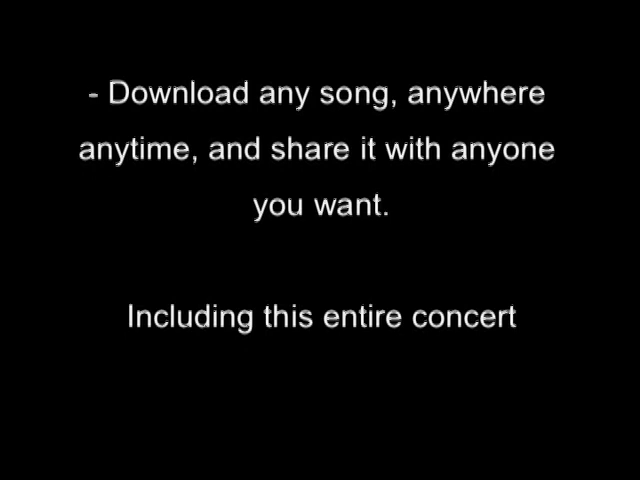 - Download any song, anywhere
anytime, and share it with anyone
you want.
Including this entire concert